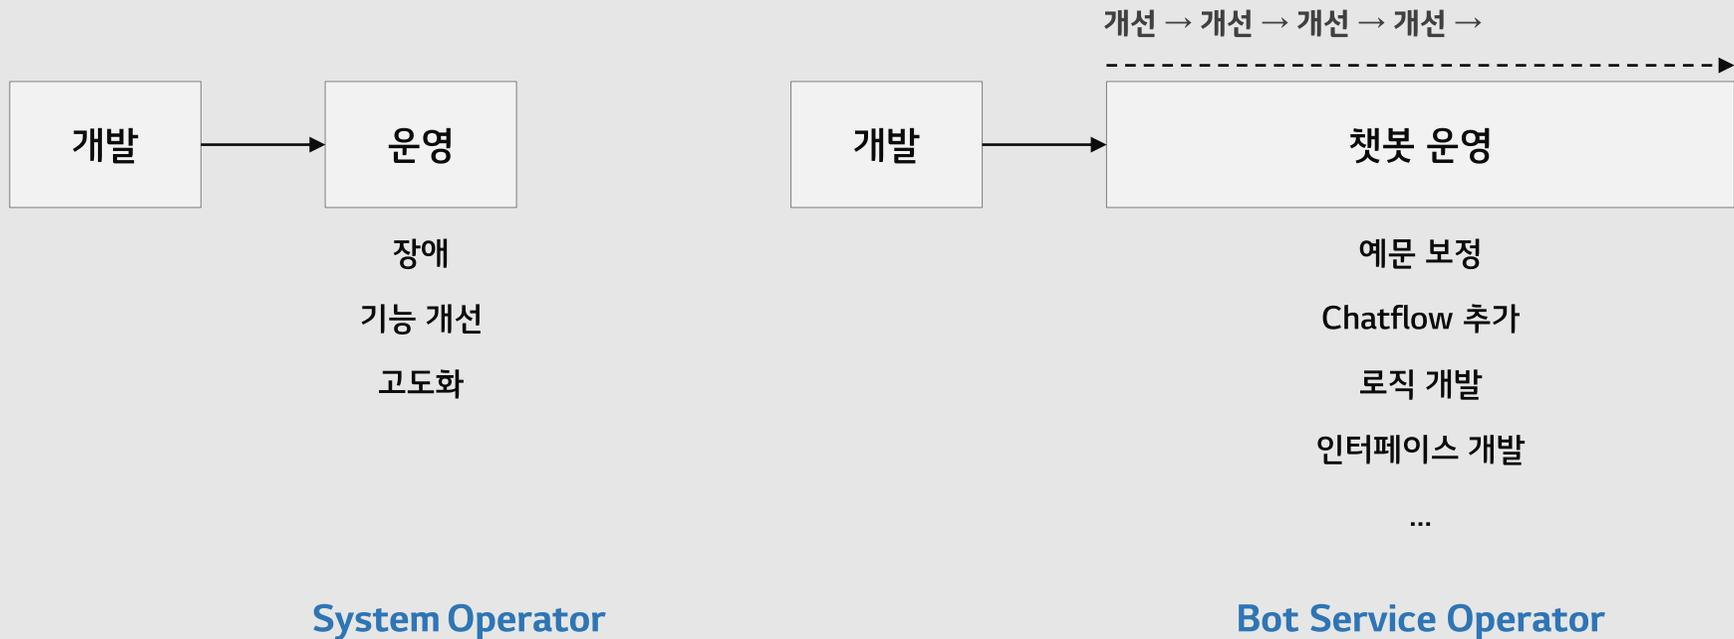 개선 → 개선 → 개선 → 개선 →
개발
운영
장애
기능 개선
고도화
System Operator
개발
챗봇 운영
예문 보정
Chatflow 추가
로직 개발
인터페이스 개발
...
Bot Service Operator